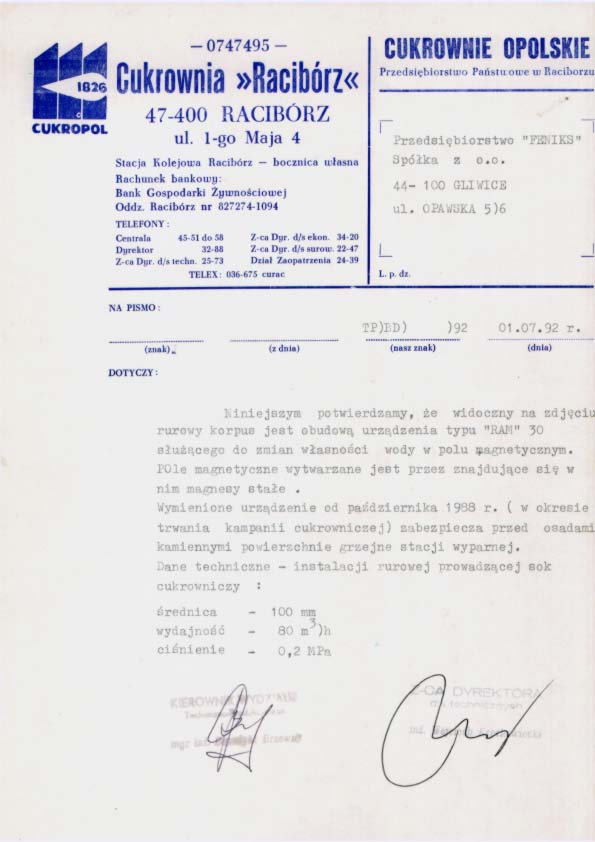 1826
CUKROPOL
— 0747495 —
Cukrownia »Racibórz«
47-400 RACIBÓRZ
ul. 1-go Maja 4
Stacja Kolejowa Racibórz — bocznica własna
Rachunek bankowy:
Bank Gospodarki Żywnościowej
Oddz. Racibórz nr 827274-1094
TELEFONY:
Centrala 45-51 do 58 Z-ca Dyr. d/s ekon. 34-20
Dyrektor 32-88 Z-ca Dyr. d/s surow. 22-47
Z-ca Dyr. d/s techn. 25-73 Dział Zaopatrzenia 24-39
TELEX: 036-675 curac
CUKROWNIE OPOLSKIE
Przedsiębiorstwo Państwowe w Raciborzu
Przedsiębiorstwo "FENIKS"
Spółka z o.o.
44- 100 GLIWICE
ul. OPAWSKA 5)6
L. p. dz.
NA PISMO:
TP)RD) )92 01.07.92 r.
(znak) (z dnia) (nasz znak) (dnia)
DOTYCZY:
Niniejszym potwierdzamy, że widoczny na zdjęciu
rurowy korpus jest obudową urządzenia typu "RAM" 30
służącego do zmian własności wody w polu magnetycznym.
POle magnetyczne wytwarzane jest przez znajdujące się w
nim magnesy stałe .
Wymienione urządzenie od października 1988 r. ( w okresie
trwania kampanii cukrowniczej) zabezpiecza przed osadami
kamiennymi powierzchnie grzejne stacji wyparnej.
Dane techniczne - instalacji rurowej prowadzącej sok
cukrowniczy :
średnica - 100 mm
wydajność - 80 m3)h
ciśnienie - 0,2 MPa
KIEROWNIK WYDZIAŁU
mgr inż.
Z-CA DYREKTORA
d/s technicznych
inż.